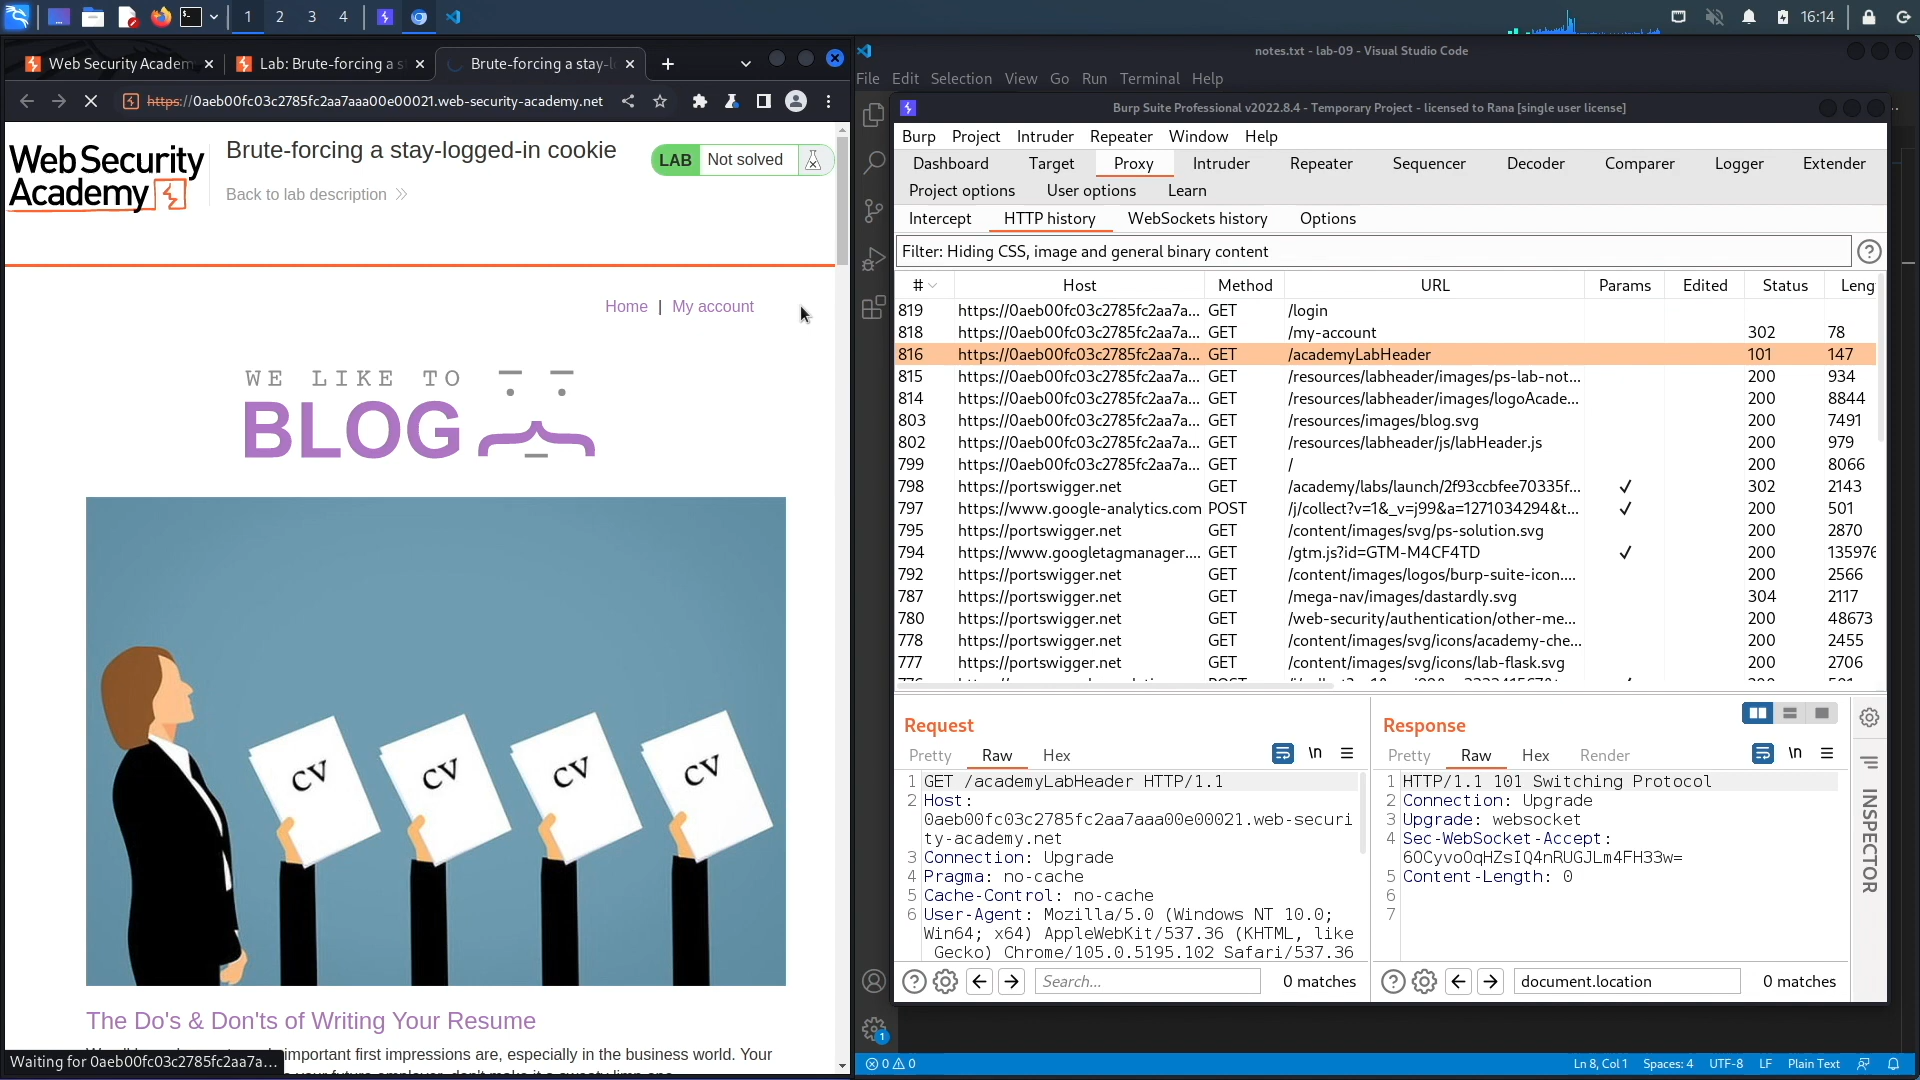 1 2 3 4 16:14
Web Security Academ
Lab: Brute-forcing a s
Brute-forcing a stay-l
https://0aeb00fc03c2785fc2aa7aaa00e00021.web-security-academy.net
Web Security Academy
Brute-forcing a stay-logged-in cookie
Back to lab description
LAB Not solved
Home | My account
WE LIKE TO
BLOG
CV CV CV CV
The Do's & Don'ts of Writing Your Resume
important first impressions are, especially in the business world. Your
Waiting for 0aeb00fc03c2785fc2aa7a...
notes.txt - lab-09 - Visual Studio Code
File Edit Selection View Go Run Terminal Help
Burp Suite Professional v2022.8.4 - Temporary Project - licensed to Rana [single user license]
Burp Project Intruder Repeater Window Help
Dashboard Target Proxy Intruder Repeater Sequencer Decoder Comparer Logger Extender
Project options User options Learn
Intercept HTTP history WebSockets history Options
Filter: Hiding CSS, image and general binary content
# Host Method URL Params Edited Status Leng
819 https://0aeb00fc03c2785fc2aa7a... GET /login
818 https://0aeb00fc03c2785fc2aa7a... GET /my-account 302 78
816 https://0aeb00fc03c2785fc2aa7a... GET /academyLabHeader 101 147
815 https://0aeb00fc03c2785fc2aa7a... GET /resources/labheader/images/ps-lab-not... 200 934
814 https://0aeb00fc03c2785fc2aa7a... GET /resources/labheader/images/logoAcade... 200 8844
803 https://0aeb00fc03c2785fc2aa7a... GET /resources/images/blog.svg 200 7491
802 https://0aeb00fc03c2785fc2aa7a... GET /resources/labheader/js/labHeader.js 200 979
799 https://0aeb00fc03c2785fc2aa7a... GET / 200 8066
798 https://portswigger.net GET /academy/labs/launch/2f93ccbfee70335f... ✓ 302 2143
797 https://www.google-analytics.com POST /j/collect?v=1&_v=j99&a=1271034294&t... ✓ 200 501
795 https://portswigger.net GET /content/images/svg/ps-solution.svg 200 2870
794 https://www.googletagmanager.... GET /gtm.js?id=GTM-M4CF4TD ✓ 200 135976
792 https://portswigger.net GET /content/images/logos/burp-suite-icon.... 200 2566
787 https://portswigger.net GET /mega-nav/images/dastardly.svg 304 2117
780 https://portswigger.net GET /web-security/authentication/other-me... 200 48673
778 https://portswigger.net GET /content/images/svg/icons/academy-che... 200 2455
777 https://portswigger.net GET /content/images/svg/icons/lab-flask.svg 200 2706
Request
Pretty Raw Hex \n
1 GET /academyLabHeader HTTP/1.1
2 Host:
0aeb00fc03c2785fc2aa7aaa00e00021.web-securi
ty-academy.net
3 Connection: Upgrade
4 Pragma: no-cache
5 Cache-Control: no-cache
6 User-Agent: Mozilla/5.0 (Windows NT 10.0;
Win64; x64) AppleWebKit/537.36 (KHTML, like
Gecko) Chrome/105.0.5195.102 Safari/537.36
Search... 0 matches
Response
Pretty Raw Hex Render \n
1 HTTP/1.1 101 Switching Protocol
2 Connection: Upgrade
3 Upgrade: websocket
4 Sec-WebSocket-Accept:
6OCyvoOqHZsIQ4nRUGJLm4FH33w=
5 Content-Length: 0
6
7
document.location 0 matches
INSPECTOR
1
0 0 Ln 8, Col 1 Spaces: 4 UTF-8 LF Plain Text